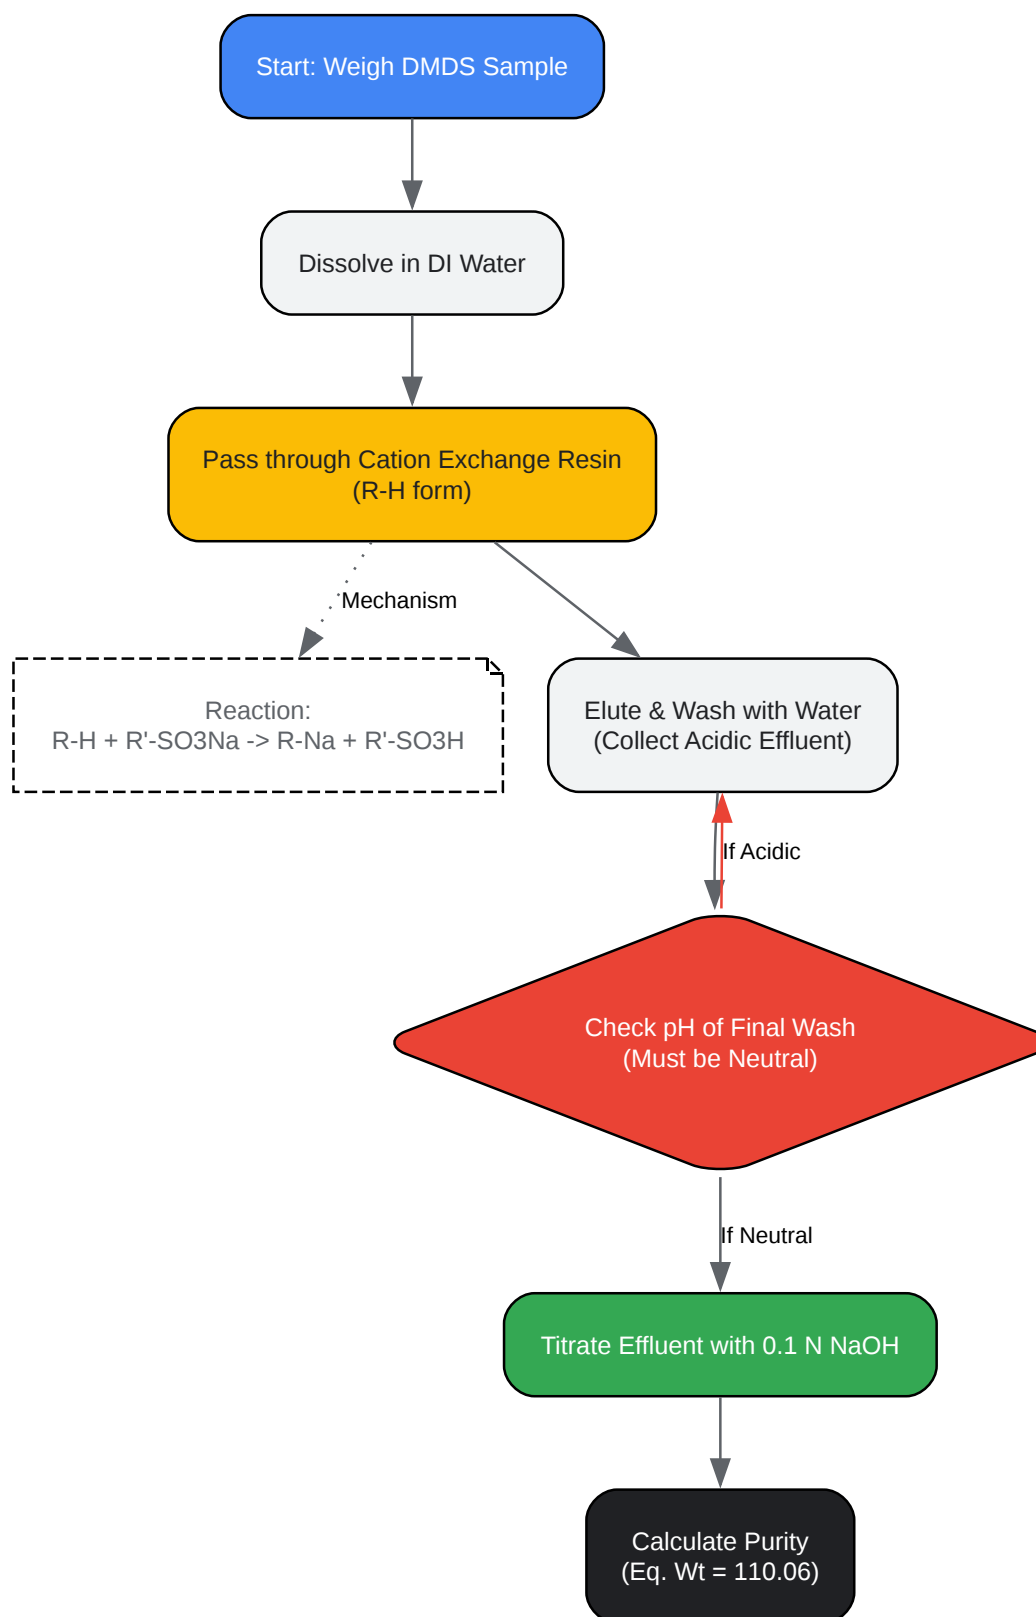 Start: Weigh DMDS Sample
Dissolve in DI Water
Pass through Cation Exchange Resin
(R-H form)
Mechanism
Reaction:
R-H + R'-SO3Na -> R-Na + R'-SO3H
Elute & Wash with Water
(Collect Acidic Effluent)
If Acidic
Check pH of Final Wash
(Must be Neutral)
If Neutral
Titrate Effluent with 0.1 N NaOH
Calculate Purity
(Eq. Wt = 110.06)